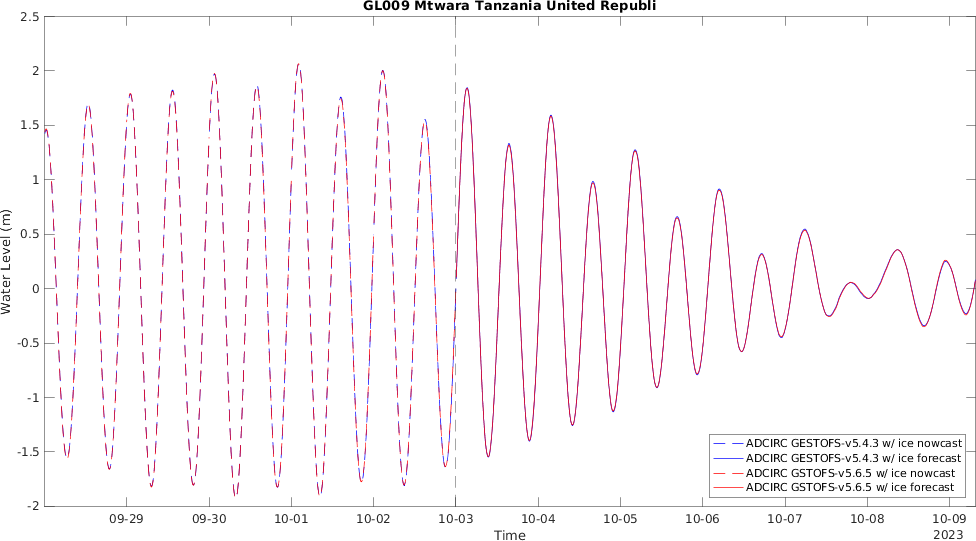 GL009 Mtwara Tanzania United Republi
2.5
2
1.5
1
0.5
0
-0.5
-1
-1.5
-2
Water Level (m)
ADCIRC GESTOFS-v5.4.3 w/ ice nowcast
ADCIRC GESTOFS-v5.4.3 w/ ice forecast
ADCIRC GSTOFS-v5.6.5 w/ ice nowcast
ADCIRC GSTOFS-v5.6.5 w/ ice forecast
09-29 09-30 10-01 10-02 10-03 10-04 10-05 10-06 10-07 10-08 10-09
Time
2023